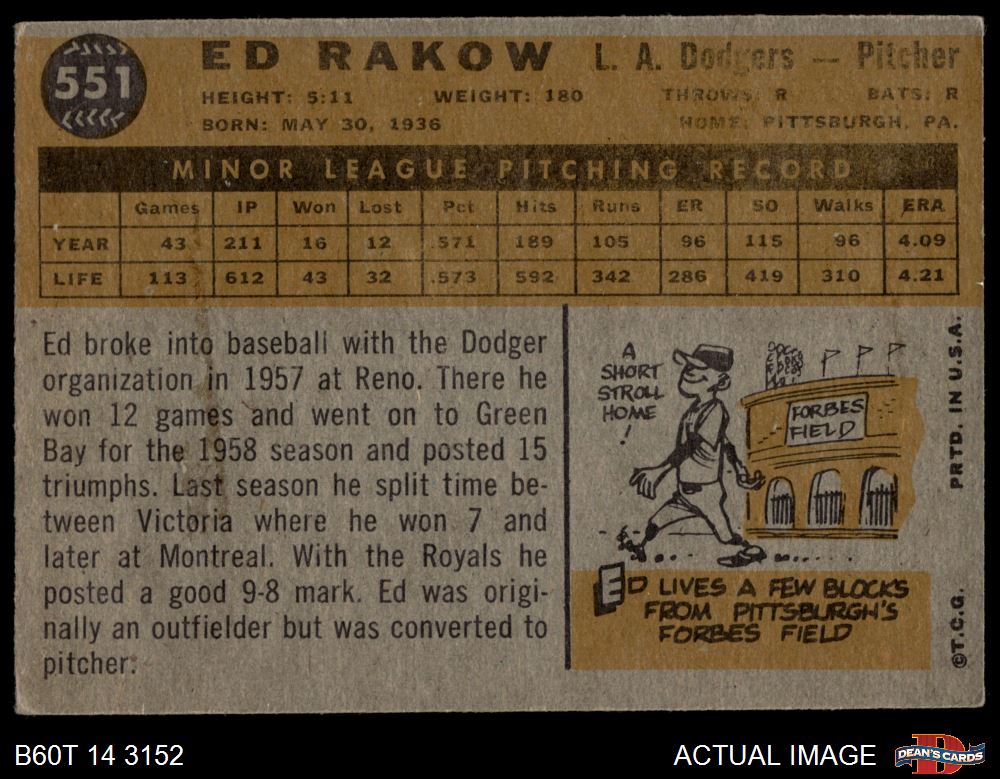 551
ED RAKOW L. A. Dodgers — Pitcher
HEIGHT: 5:11 WEIGHT: 180 THROWS: R BATS: R
BORN: MAY 30, 1936 HOME: PITTSBURGH, PA.
MINOR LEAGUE PITCHING RECORD
Games IP Won Lost Pct Hits Runs ER SO Walks ERA
YEAR 43 211 16 12 .571 189 105 96 115 96 4.09
LIFE 113 612 43 32 .573 592 342 286 419 310 4.21
Ed broke into baseball with the Dodger
organization in 1957 at Reno. There he
won 12 games and went on to Green
Bay for the 1958 season and posted 15
triumphs. Last season he split time be-
tween Victoria where he won 7 and
later at Montreal. With the Royals he
posted a good 9-8 mark. Ed was origi-
nally an outfielder but was converted to
pitcher.
A
SHORT
STROLL
HOME
!
FORBES
FIELD
ED LIVES A FEW BLOCKS
FROM PITTSBURGH'S
FORBES FIELD
PRTD. IN U.S.A.
©T.C.G.
B60T 14 3152
ACTUAL IMAGE
DEAN'S CARDS